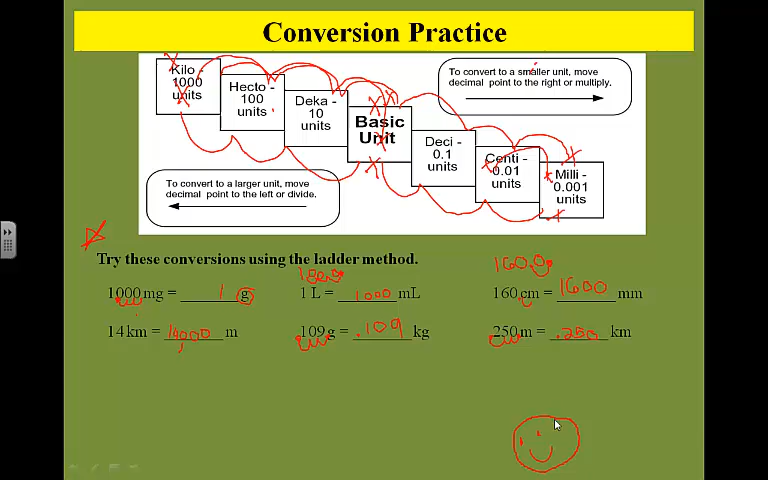 Conversion Practice
Kilo -
1000
units
Hecto -
100
units
Deka -
10
units
Basic
Unit
Deci -
0.1
units
Centi -
0.01
units
Milli -
0.001
units
To convert to a smaller unit, move
decimal point to the right or multiply.
To convert to a larger unit, move
decimal point to the left or divide.
Try these conversions using the ladder method.
1000 160.0
1000 mg = 1 g 1 L = 1000 mL 160 cm = 1600 mm
14 km = 14000 m 109 g = .109 kg 250 m = .250 km